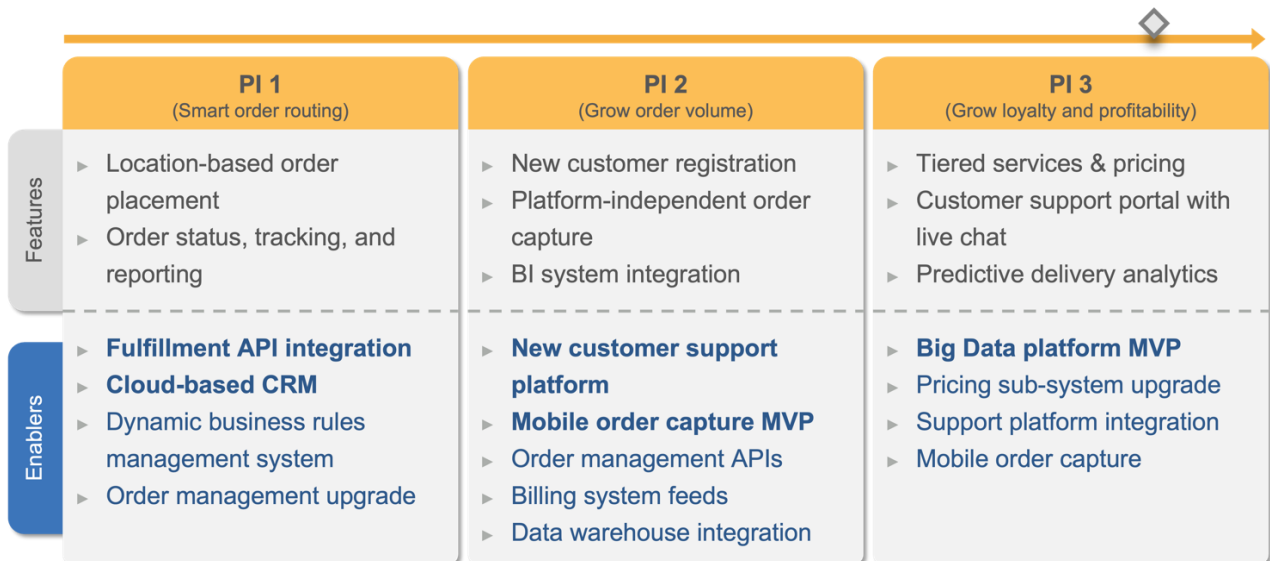 PI 1
(Smart order routing)
PI 2
(Grow order volume)
PI 3
(Grow loyalty and profitability)
Features
Location-based order
placement
Order status, tracking, and
reporting
New customer registration
Platform-independent order
capture
BI system integration
Tiered services & pricing
Customer support portal with
live chat
Predictive delivery analytics
Enablers
Fulfillment API integration
Cloud-based CRM
Dynamic business rules
management system
Order management upgrade
New customer support
platform
Mobile order capture MVP
Order management APIs
Billing system feeds
Data warehouse integration
Big Data platform MVP
Pricing sub-system upgrade
Support platform integration
Mobile order capture